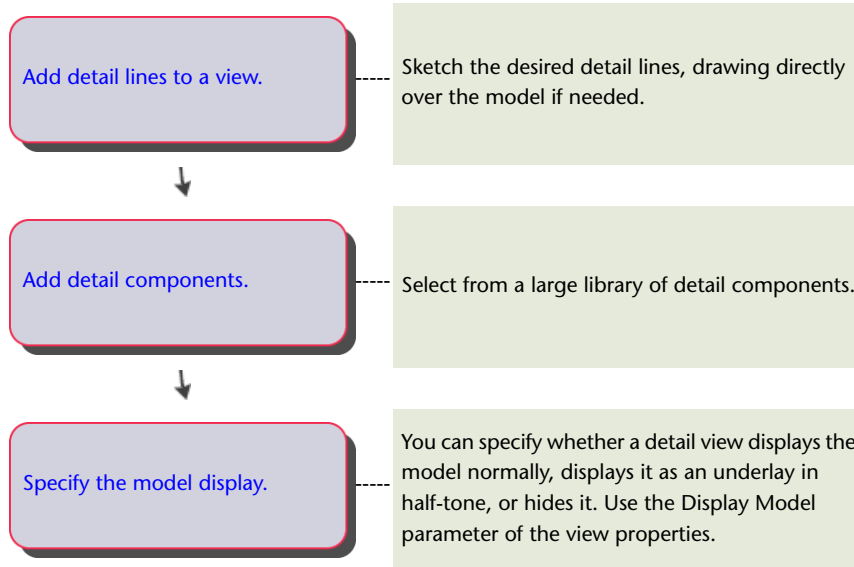 Add detail lines to a view.
Sketch the desired detail lines, drawing directly
over the model if needed.
Add detail components.
Select from a large library of detail components.
Specify the model display.
You can specify whether a detail view displays the
model normally, displays it as an underlay in
half-tone, or hides it. Use the Display Model
parameter of the view properties.